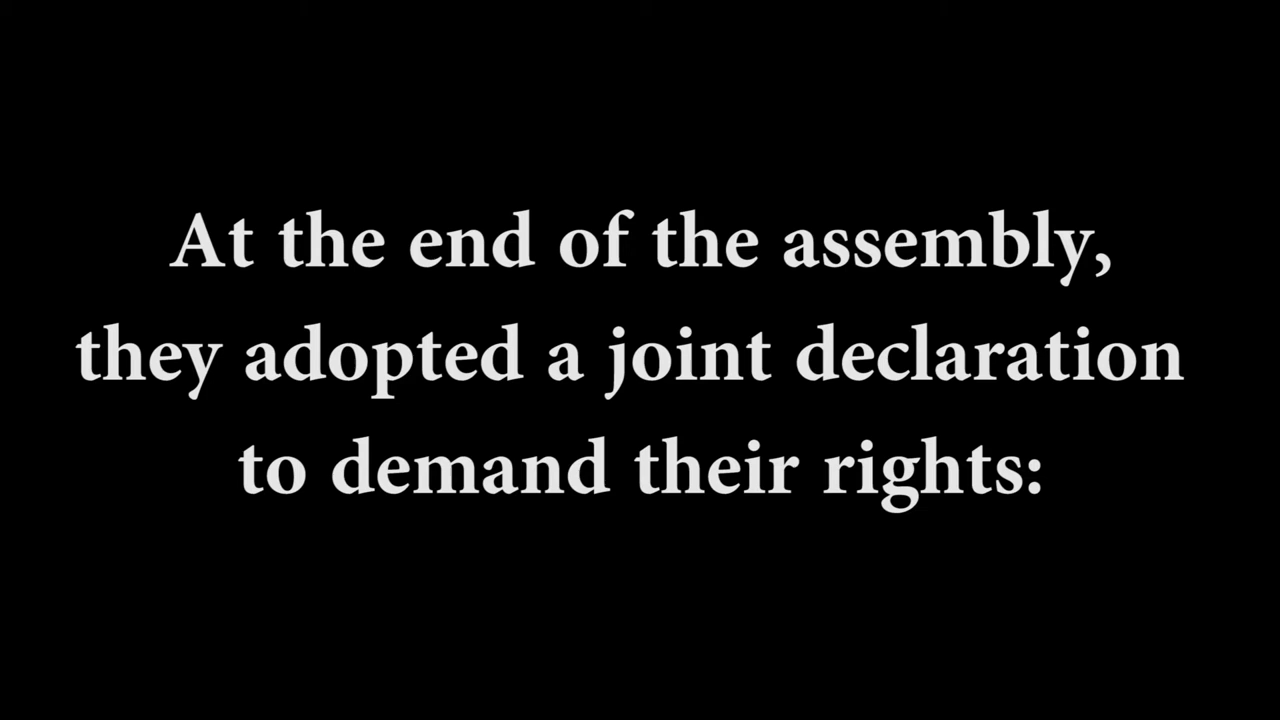 At the end of the assembly,
they adopted a joint declaration
to demand their rights: